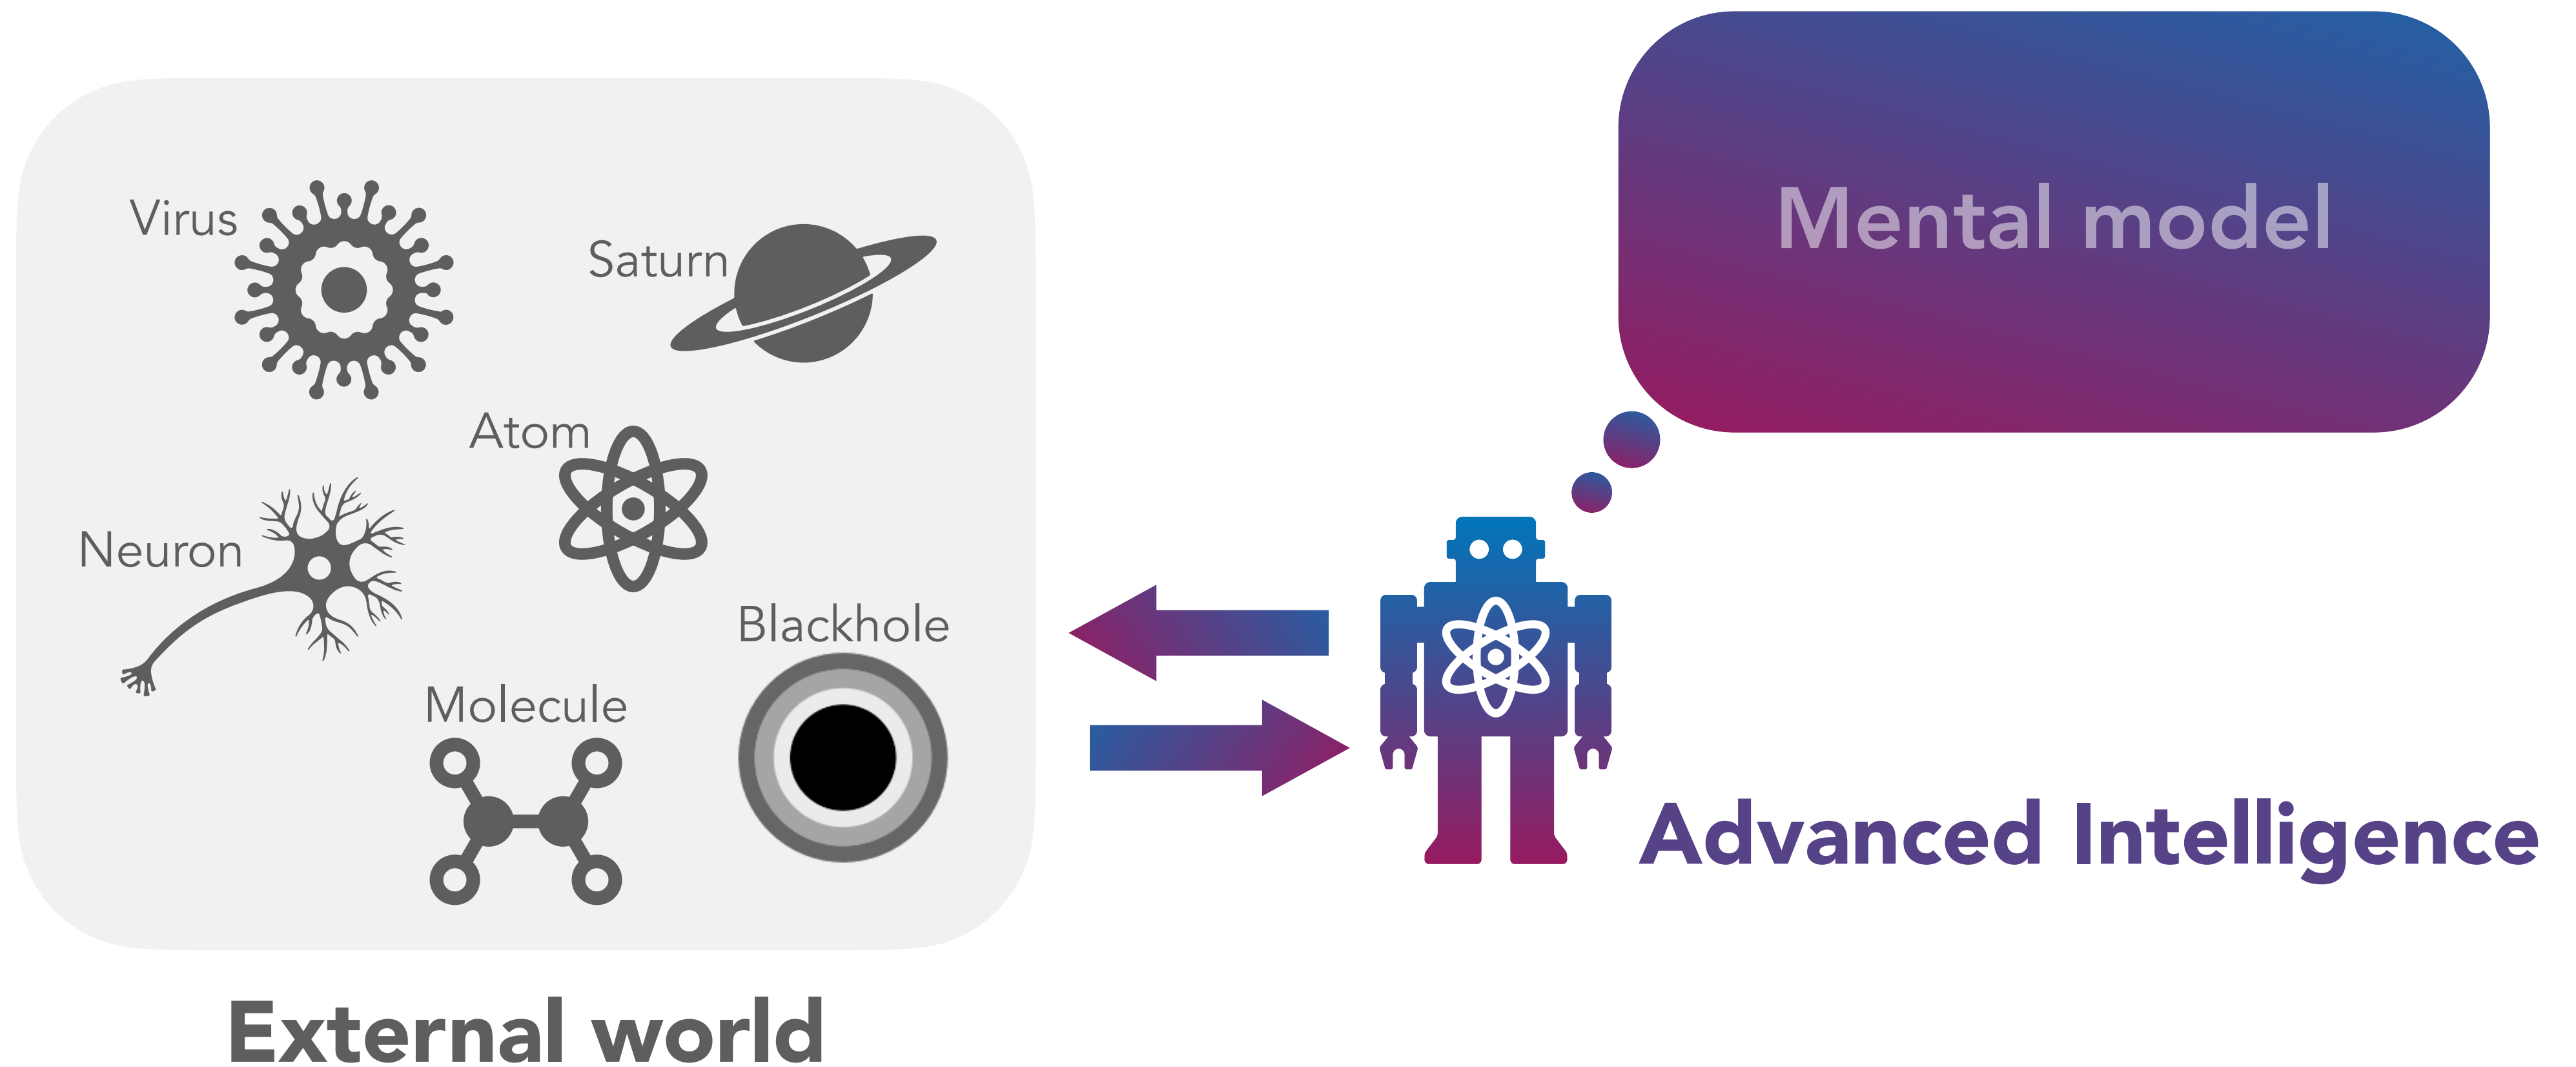 Mental model
Virus
Saturn
Atom
Neuron
Blackhole
Molecule
Advanced Intelligence
External world